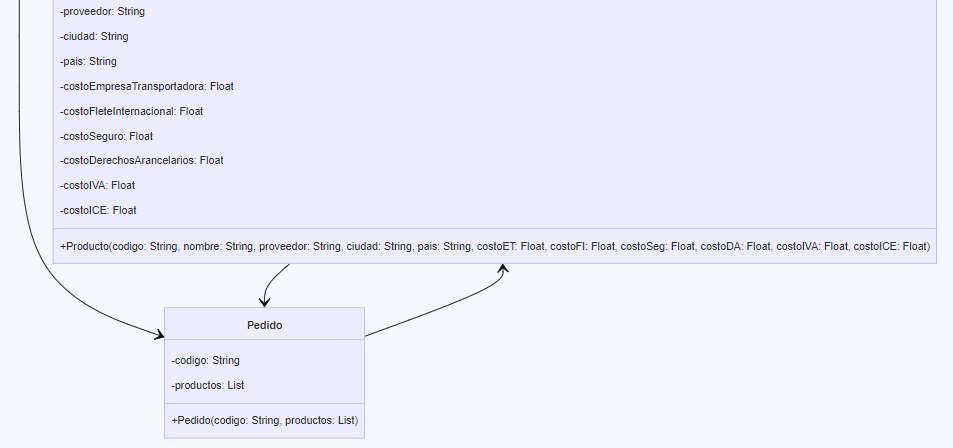 -proveedor: String
-ciudad: String
-pais: String
-costoEmpresaTransportadora: Float
-costoFleteInternacional: Float
-costoSeguro: Float
-costoDerechosArancelarios: Float
-costoIVA: Float
-costoICE: Float
+Producto(codigo: String, nombre: String, proveedor: String, ciudad: String, pais: String, costoET: Float, costoFI: Float, costoSeg: Float, costoDA: Float, costoIVA: Float, costoICE: Float)
Pedido
-codigo: String
-productos: List
+Pedido(codigo: String, productos: List)